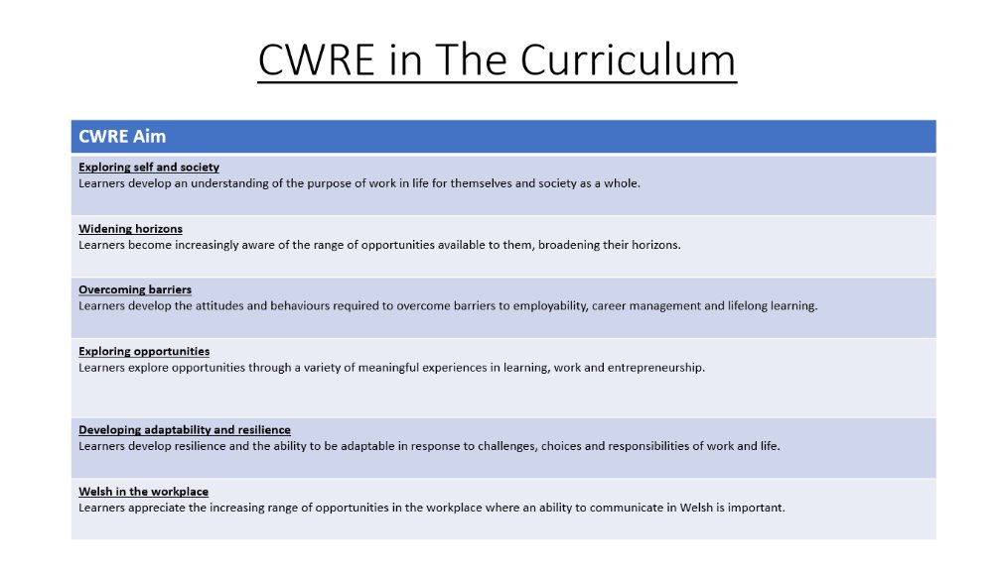 CWRE in The Curriculum
CWRE Aim
Exploring self and society
Learners develop an understanding of the purpose of work in life for themselves and society as a whole.
Widening horizons
Learners become increasingly aware of the range of opportunities available to them, broadening their horizons.
Overcoming barriers
Learners develop the attitudes and behaviours required to overcome barriers to employability, career management and lifelong learning.
Exploring opportunities
Learners explore opportunities through a variety of meaningful experiences in learning, work and entrepreneurship.
Developing adaptability and resilience
Learners develop resilience and the ability to be adaptable in response to challenges, choices and responsibilities of work and life.
Welsh in the workplace
Learners appreciate the increasing range of opportunities in the workplace where an ability to communicate in Welsh is important.